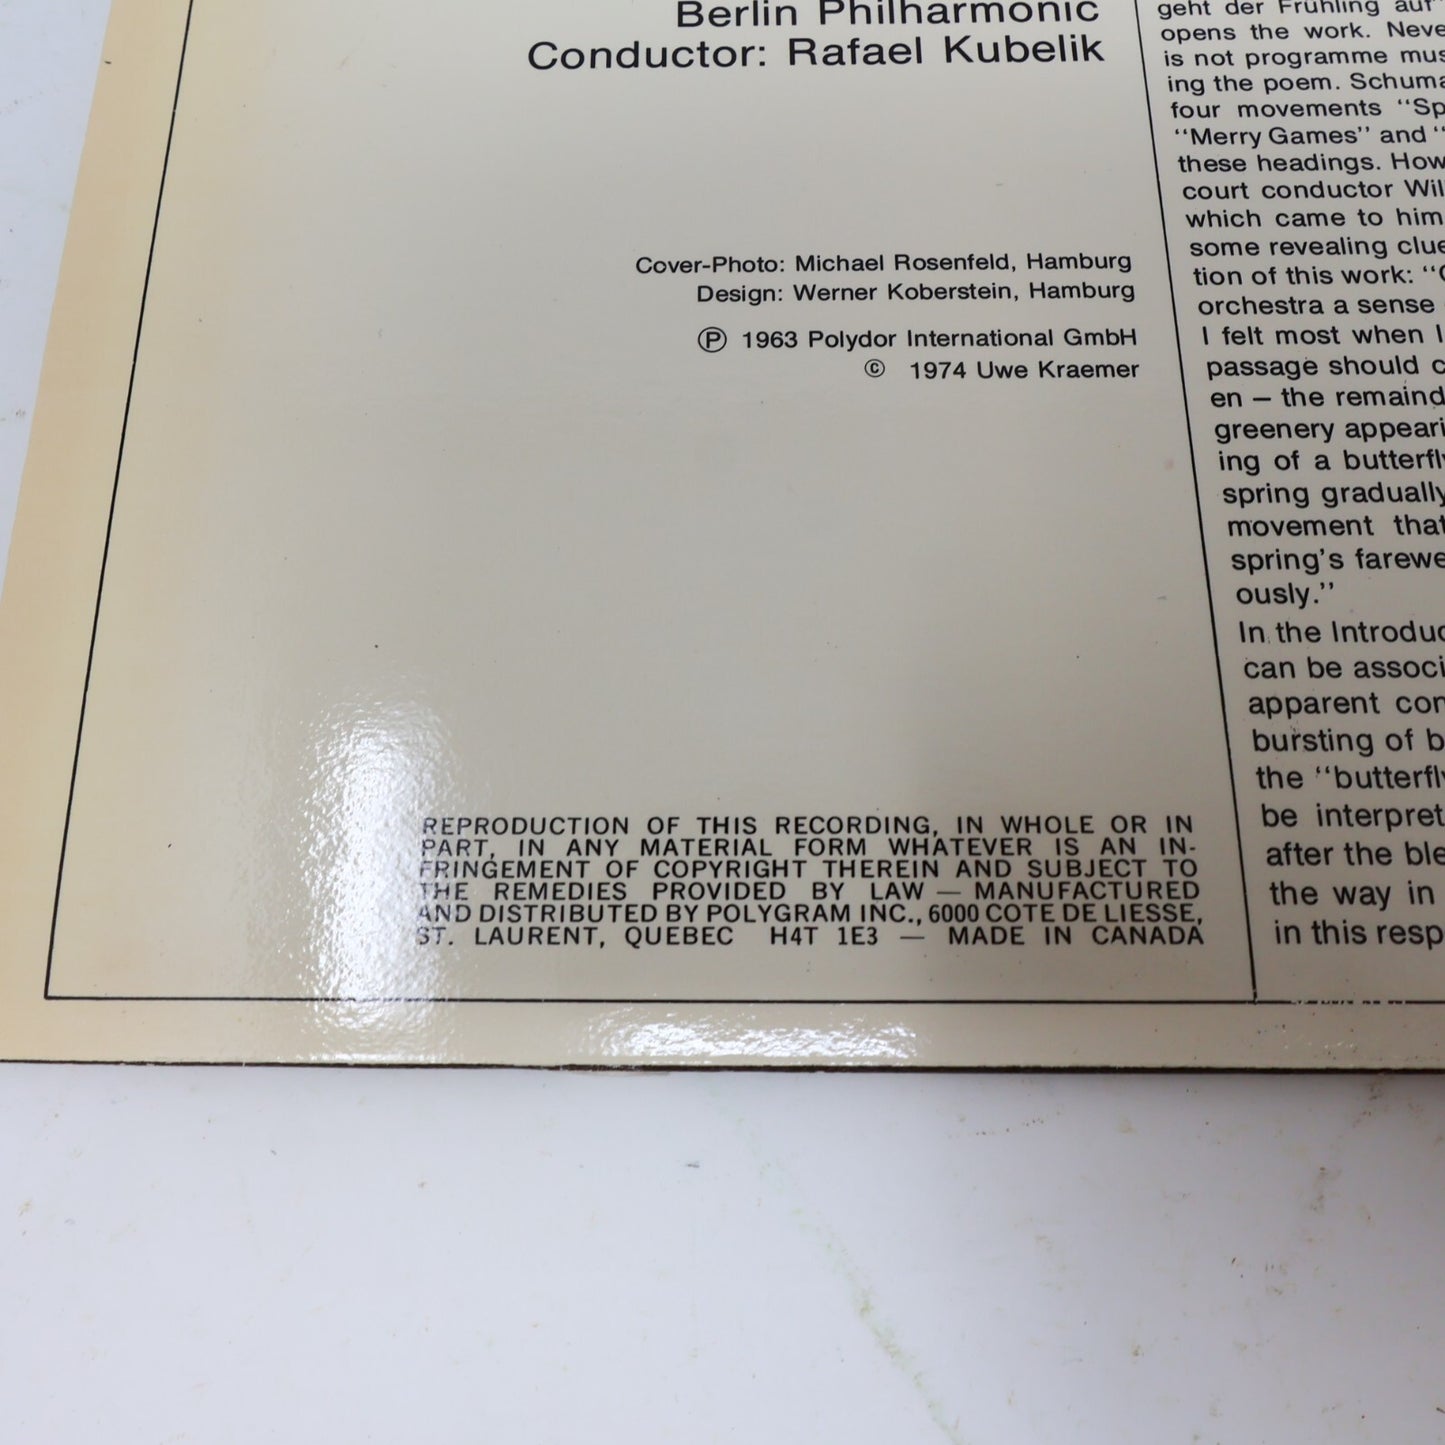 Berlin Philharmonic
Conductor: Rafael Kubelik
Cover-Photo: Michael Rosenfeld, Hamburg
Design: Werner Koberstein, Hamburg
Ⓟ 1963 Polydor International GmbH
© 1974 Uwe Kraemer
REPRODUCTION OF THIS RECORDING, IN WHOLE OR IN
PART, IN ANY MATERIAL FORM WHATEVER IS AN IN-
FRINGEMENT OF COPYRIGHT THEREIN AND SUBJECT TO
THE REMEDIES PROVIDED BY LAW — MANUFACTURED
AND DISTRIBUTED BY POLYGRAM INC., 6000 COTE DE LIESSE,
ST. LAURENT, QUEBEC H4T 1E3 — MADE IN CANADA
geht der Frühling auf"
opens the work. Neve
is not programme mus
ing the poem. Schuma
four movements "Sp
"Merry Games" and "
these headings. How
court conductor Wil
which came to him
some revealing clue
tion of this work: "
orchestra a sense
I felt most when I
passage should c
en – the remaind
greenery appeari
ing of a butterfly
spring gradually
movement that
spring's farewe
ously."
In the Introduc
can be associ
apparent con
bursting of b
the "butterfly
be interpret
after the ble
the way in
in this resp